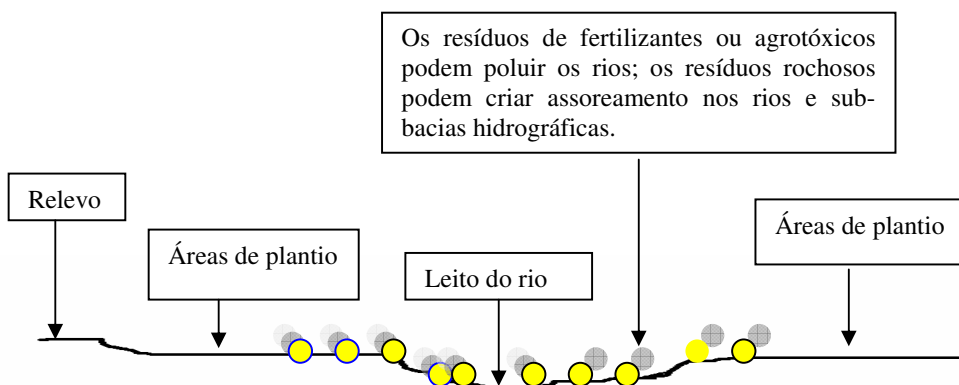 Os resíduos de fertilizantes ou agrotóxicos
podem poluir os rios; os resíduos rochosos
podem criar assoreamento nos rios e sub-
bacias hidrográficas.
Relevo
Áreas de plantio
Leito do rio
Áreas de plantio